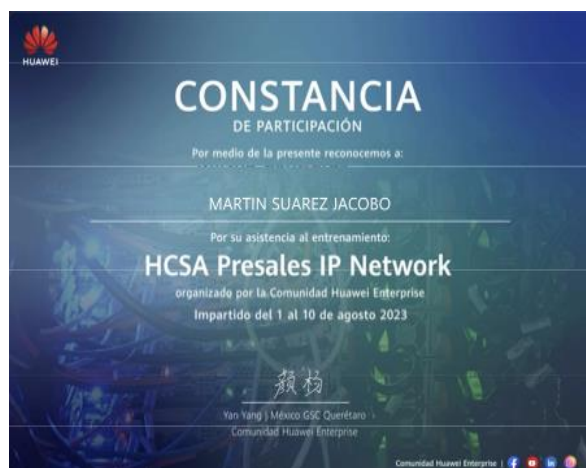 HUAWEI
CONSTANCIA
DE PARTICIPACIÓN
Por medio de la presente reconocemos a:
MARTIN SUAREZ JACOBO
Por su asistencia al entrenamiento:
HCSA Presales IP Network
organizado por la Comunidad Huawei Enterprise
Impartido del 1 al 10 de agosto 2023
颜杨
Yan Yang | México GSC Querétaro
Comunidad Huawei Enterprise
Comunidad Huawei Enterprise |